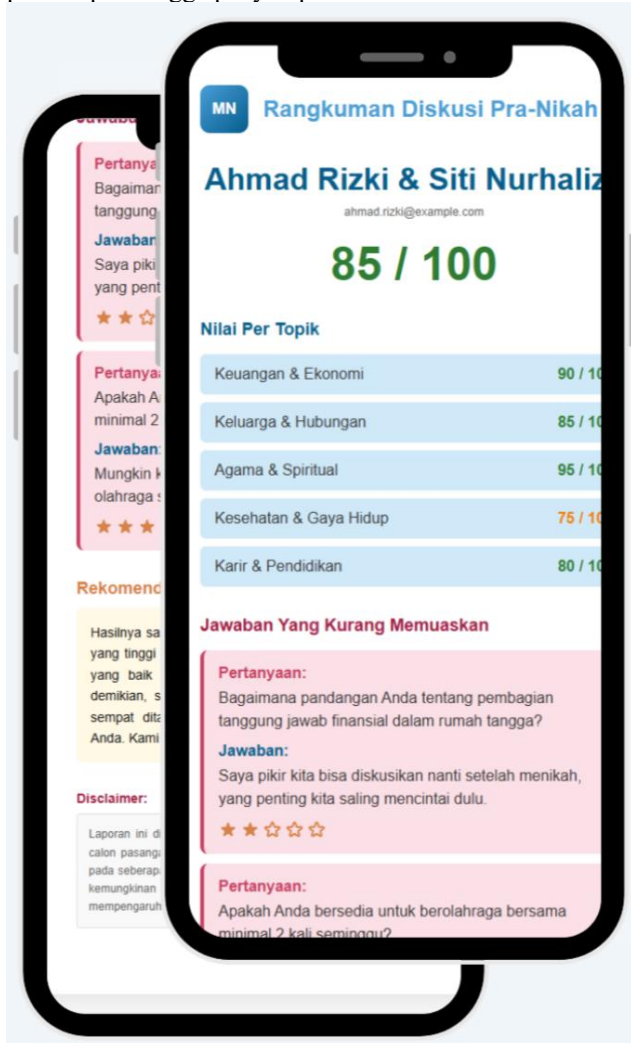 MN
Rangkuman Diskusi Pra-Nikah
Ahmad Rizki & Siti Nurhaliz
ahmad.rizki@example.com
85 / 100
Nilai Per Topik
Keuangan & Ekonomi 90 / 10
Keluarga & Hubungan 85 / 10
Agama & Spiritual 95 / 10
Kesehatan & Gaya Hidup 75 / 10
Karir & Pendidikan 80 / 10
Jawaban Yang Kurang Memuaskan
Pertanyaan:
Bagaimana pandangan Anda tentang pembagian
tanggung jawab finansial dalam rumah tangga?
Jawaban:
Saya pikir kita bisa diskusikan nanti setelah menikah,
yang penting kita saling mencintai dulu.
Pertanyaan:
Apakah Anda bersedia untuk berolahraga bersama
minimal 2 kali seminggu?
Pertanya
Bagaimar
tanggung
Jawaban
Saya piki
yang pent
Pertanyaa
Apakah A
minimal 2
Jawaban:
Mungkin k
olahraga s
Rekomend
Hasilnya sa
yang tinggi
yang baik
demikian, s
sempat dita
Anda. Kami
Disclaimer:
Laporan ini d
calon pasanga
pada seberapa
kemungkinan
mempengaruh